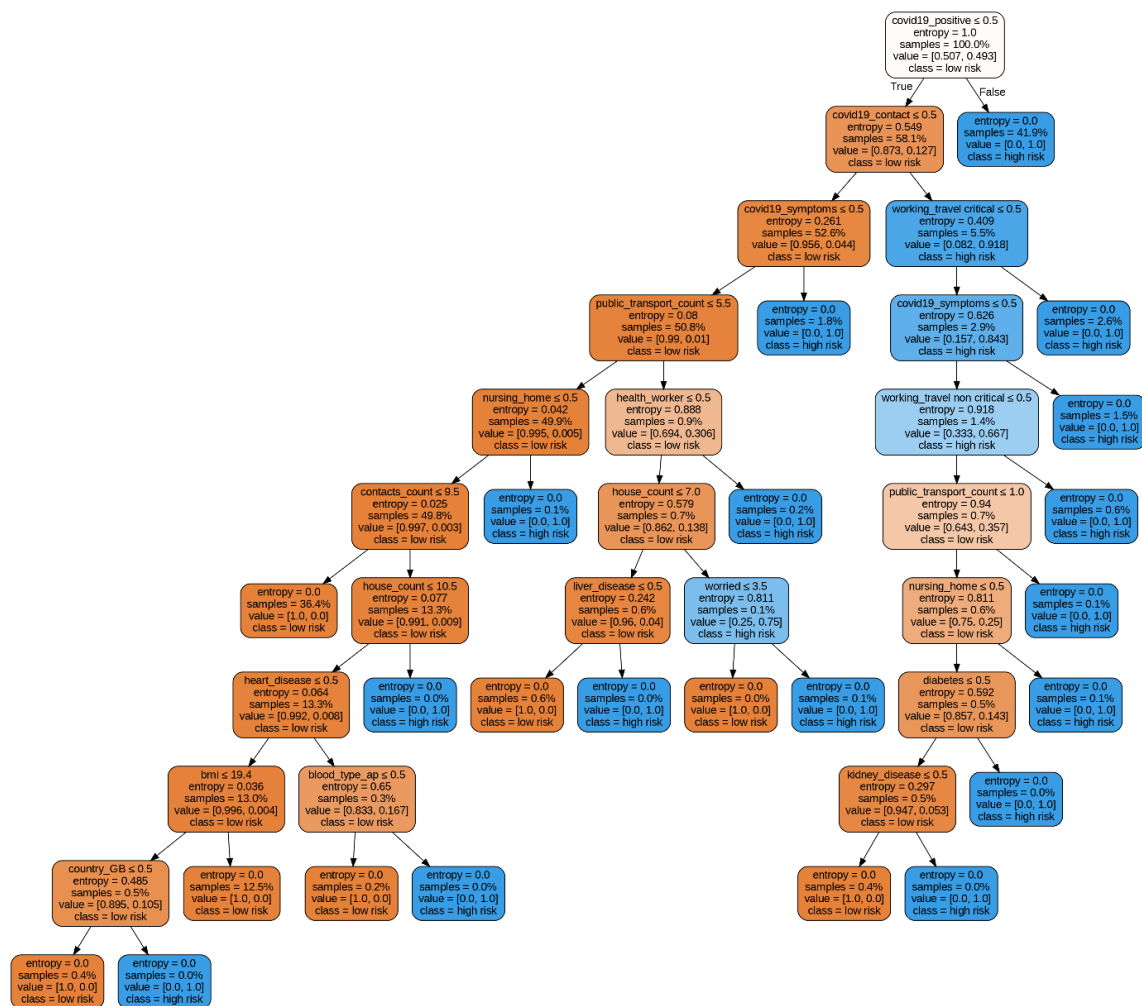 covid19_positive ≤ 0.5
entropy = 1.0
samples = 100.0%
value = [0.507, 0.493]
class = low risk
True
False
covid19_contact ≤ 0.5
entropy = 0.549
samples = 58.1%
value = [0.873, 0.127]
class = low risk
entropy = 0.0
samples = 41.9%
value = [0.0, 1.0]
class = high risk
covid19_symptoms ≤ 0.5
entropy = 0.261
samples = 52.6%
value = [0.956, 0.044]
class = low risk
working_travel critical ≤ 0.5
entropy = 0.409
samples = 5.5%
value = [0.082, 0.918]
class = high risk
public_transport_count ≤ 5.5
entropy = 0.08
samples = 50.8%
value = [0.99, 0.01]
class = low risk
entropy = 0.0
samples = 1.8%
value = [0.0, 1.0]
class = high risk
covid19_symptoms ≤ 0.5
entropy = 0.626
samples = 2.9%
value = [0.157, 0.843]
class = high risk
entropy = 0.0
samples = 2.6%
value = [0.0, 1.0]
class = high risk
nursing_home ≤ 0.5
entropy = 0.042
samples = 49.9%
value = [0.995, 0.005]
class = low risk
health_worker ≤ 0.5
entropy = 0.888
samples = 0.9%
value = [0.694, 0.306]
class = low risk
working_travel non critical ≤ 0.5
entropy = 0.918
samples = 1.4%
value = [0.333, 0.667]
class = high risk
entropy = 0.0
samples = 1.5%
value = [0.0, 1.0]
class = high risk
contacts_count ≤ 9.5
entropy = 0.025
samples = 49.8%
value = [0.997, 0.003]
class = low risk
entropy = 0.0
samples = 0.1%
value = [0.0, 1.0]
class = high risk
house_count ≤ 7.0
entropy = 0.579
samples = 0.7%
value = [0.862, 0.138]
class = low risk
entropy = 0.0
samples = 0.2%
value = [0.0, 1.0]
class = high risk
public_transport_count ≤ 1.0
entropy = 0.94
samples = 0.7%
value = [0.643, 0.357]
class = low risk
entropy = 0.0
samples = 0.6%
value = [0.0, 1.0]
class = high risk
entropy = 0.0
samples = 36.4%
value = [1.0, 0.0]
class = low risk
house_count ≤ 10.5
entropy = 0.077
samples = 13.3%
value = [0.991, 0.009]
class = low risk
liver_disease ≤ 0.5
entropy = 0.242
samples = 0.6%
value = [0.96, 0.04]
class = low risk
worried ≤ 3.5
entropy = 0.811
samples = 0.1%
value = [0.25, 0.75]
class = high risk
nursing_home ≤ 0.5
entropy = 0.811
samples = 0.6%
value = [0.75, 0.25]
class = low risk
entropy = 0.0
samples = 0.1%
value = [0.0, 1.0]
class = high risk
heart_disease ≤ 0.5
entropy = 0.064
samples = 13.3%
value = [0.992, 0.008]
class = low risk
entropy = 0.0
samples = 0.0%
value = [0.0, 1.0]
class = high risk
entropy = 0.0
samples = 0.6%
value = [1.0, 0.0]
class = low risk
entropy = 0.0
samples = 0.0%
value = [0.0, 1.0]
class = high risk
entropy = 0.0
samples = 0.0%
value = [1.0, 0.0]
class = low risk
entropy = 0.0
samples = 0.1%
value = [0.0, 1.0]
class = high risk
diabetes ≤ 0.5
entropy = 0.592
samples = 0.5%
value = [0.857, 0.143]
class = low risk
entropy = 0.0
samples = 0.1%
value = [0.0, 1.0]
class = high risk
bmi ≤ 19.4
entropy = 0.036
samples = 13.0%
value = [0.996, 0.004]
class = low risk
blood_type_ap ≤ 0.5
entropy = 0.65
samples = 0.3%
value = [0.833, 0.167]
class = low risk
kidney_disease ≤ 0.5
entropy = 0.297
samples = 0.5%
value = [0.947, 0.053]
class = low risk
entropy = 0.0
samples = 0.0%
value = [0.0, 1.0]
class = high risk
country_GB ≤ 0.5
entropy = 0.485
samples = 0.5%
value = [0.895, 0.105]
class = low risk
entropy = 0.0
samples = 12.5%
value = [1.0, 0.0]
class = low risk
entropy = 0.0
samples = 0.2%
value = [1.0, 0.0]
class = low risk
entropy = 0.0
samples = 0.0%
value = [0.0, 1.0]
class = high risk
entropy = 0.0
samples = 0.4%
value = [1.0, 0.0]
class = low risk
entropy = 0.0
samples = 0.0%
value = [0.0, 1.0]
class = high risk
entropy = 0.0
samples = 0.4%
value = [1.0, 0.0]
class = low risk
entropy = 0.0
samples = 0.0%
value = [0.0, 1.0]
class = high risk